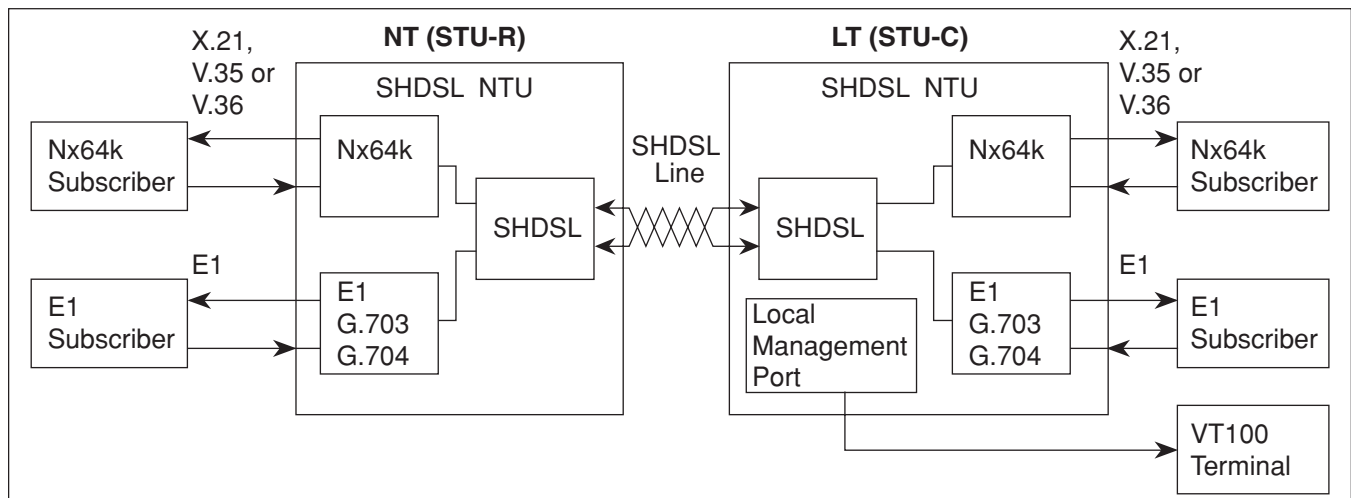 NT (STU-R)
LT (STU-C)
X.21,
V.35 or
V.36
SHDSL NTU
Nx64k
Subscriber
Nx64k
SHDSL
E1
E1
Subscriber
E1
G.703
G.704
SHDSL
Line
SHDSL NTU
SHDSL
Nx64k
Local
Management
Port
E1
G.703
G.704
X.21,
V.35 or
V.36
Nx64k
Subscriber
E1
E1
Subscriber
VT100
Terminal